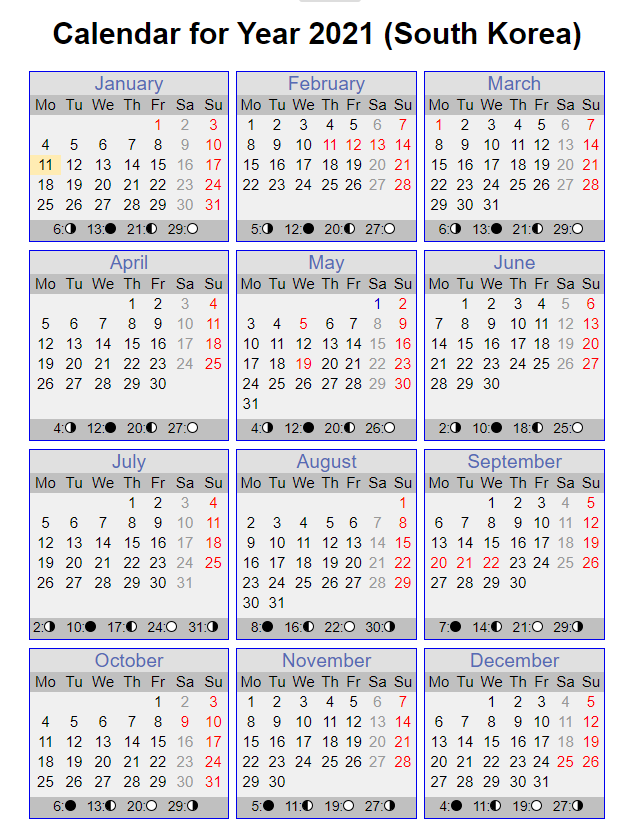 Calendar for Year 2021 (South Korea)
January
Mo Tu We Th Fr Sa Su
1 2 3
4 5 6 7 8 9 10
11 12 13 14 15 16 17
18 19 20 21 22 23 24
25 26 27 28 29 30 31
6:◑ 13:● 21:◐ 29:○
February
Mo Tu We Th Fr Sa Su
1 2 3 4 5 6 7
8 9 10 11 12 13 14
15 16 17 18 19 20 21
22 23 24 25 26 27 28
5:◑ 12:● 20:◐ 27:○
March
Mo Tu We Th Fr Sa Su
1 2 3 4 5 6 7
8 9 10 11 12 13 14
15 16 17 18 19 20 21
22 23 24 25 26 27 28
29 30 31
6:◑ 13:● 21:◐ 29:○
April
Mo Tu We Th Fr Sa Su
1 2 3 4
5 6 7 8 9 10 11
12 13 14 15 16 17 18
19 20 21 22 23 24 25
26 27 28 29 30
4:◑ 12:● 20:◐ 27:○
May
Mo Tu We Th Fr Sa Su
1 2
3 4 5 6 7 8 9
10 11 12 13 14 15 16
17 18 19 20 21 22 23
24 25 26 27 28 29 30
31
4:◑ 12:● 20:◐ 26:○
June
Mo Tu We Th Fr Sa Su
1 2 3 4 5 6
7 8 9 10 11 12 13
14 15 16 17 18 19 20
21 22 23 24 25 26 27
28 29 30
2:◑ 10:● 18:◐ 25:○
July
Mo Tu We Th Fr Sa Su
1 2 3 4
5 6 7 8 9 10 11
12 13 14 15 16 17 18
19 20 21 22 23 24 25
26 27 28 29 30 31
2:◑ 10:● 17:◐ 24:○ 31:◑
August
Mo Tu We Th Fr Sa Su
1
2 3 4 5 6 7 8
9 10 11 12 13 14 15
16 17 18 19 20 21 22
23 24 25 26 27 28 29
30 31
8:● 16:◐ 22:○ 30:◑
September
Mo Tu We Th Fr Sa Su
1 2 3 4 5
6 7 8 9 10 11 12
13 14 15 16 17 18 19
20 21 22 23 24 25 26
27 28 29 30
7:● 14:◐ 21:○ 29:◑
October
Mo Tu We Th Fr Sa Su
1 2 3
4 5 6 7 8 9 10
11 12 13 14 15 16 17
18 19 20 21 22 23 24
25 26 27 28 29 30 31
6:● 13:◐ 20:○ 29:◑
November
Mo Tu We Th Fr Sa Su
1 2 3 4 5 6 7
8 9 10 11 12 13 14
15 16 17 18 19 20 21
22 23 24 25 26 27 28
29 30
5:● 11:◐ 19:○ 27:◑
December
Mo Tu We Th Fr Sa Su
1 2 3 4 5
6 7 8 9 10 11 12
13 14 15 16 17 18 19
20 21 22 23 24 25 26
27 28 29 30 31
4:● 11:◐ 19:○ 27:◑